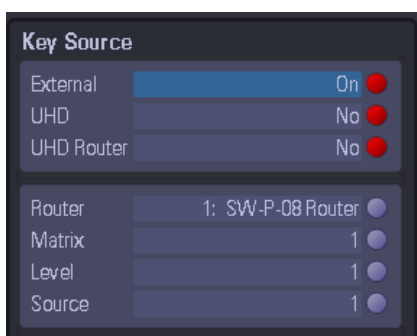 Key Source
External On
UHD No
UHD Router No
Router 1: SW-P-08 Router
Matrix 1
Level 1
Source 1